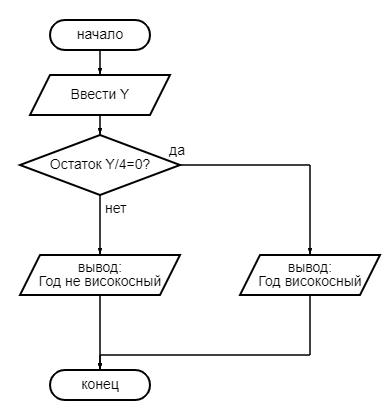 начало
Ввести Y
Остаток Y/4=0?
да
нет
вывод:
Год не високосный
вывод:
Год високосный
конец